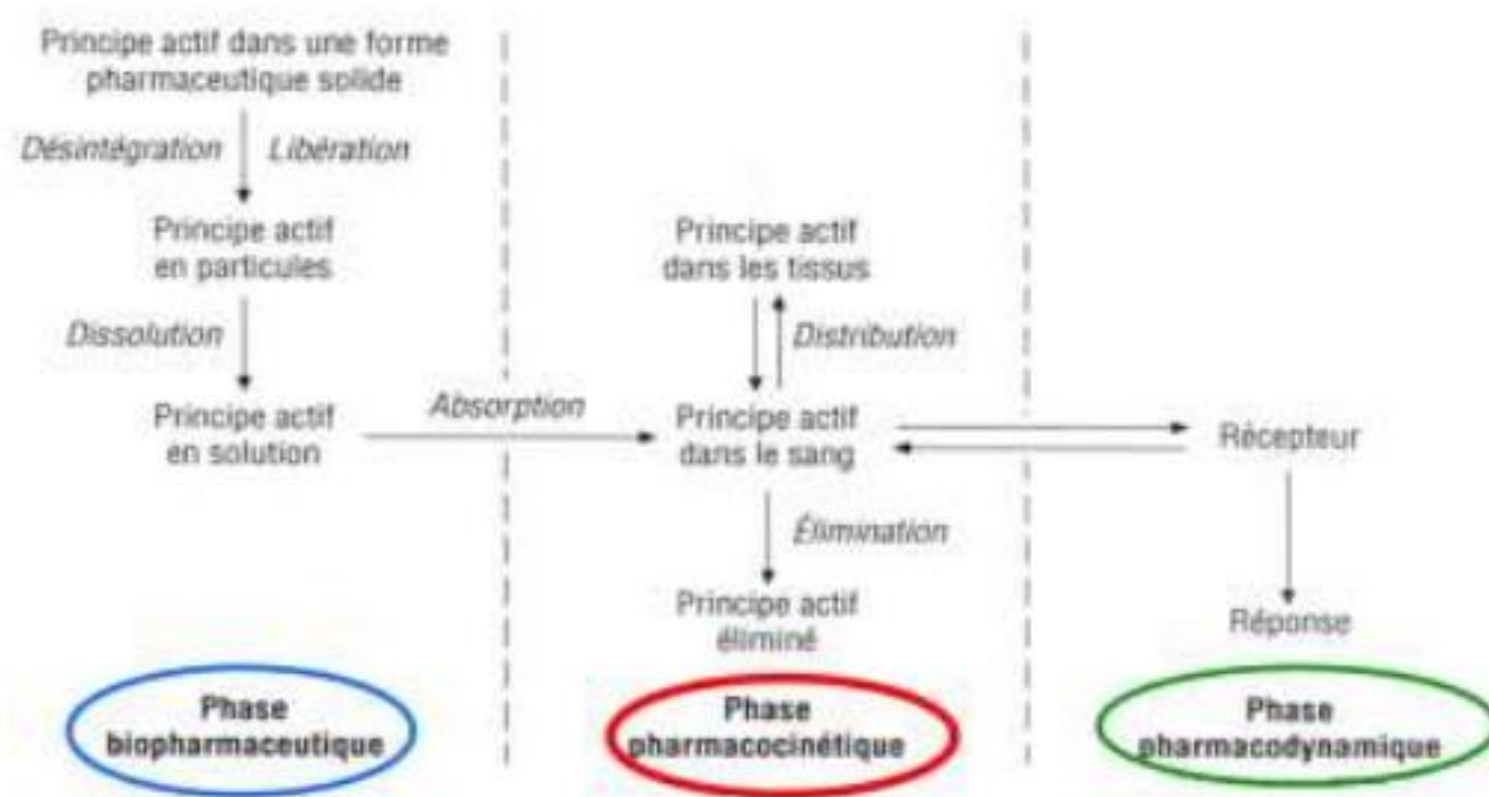 Principe actif dans une forme
pharmaceutique solide
Désintégration
Libération
Principe actif
en particules
Dissolution
Principe actif
en solution
Absorption
Principe actif
dans les tissus
Distribution
Principe actif
dans le sang
Élimination
Principe actif
éliminé
Récepteur
Réponse
Phase
biopharmaceutique
Phase
pharmacocinétique
Phase
pharmacodynamique